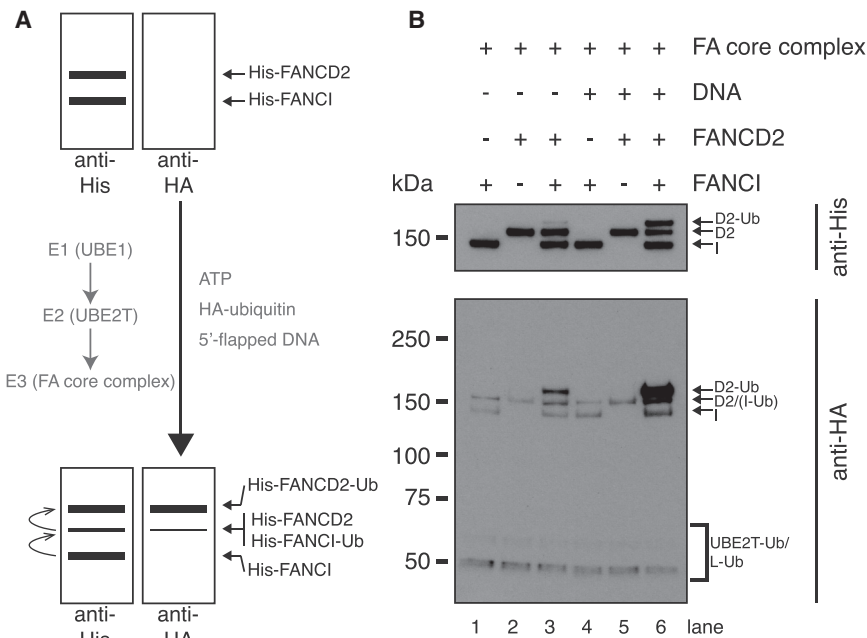 A
His-FANCD2
His-FANCI
anti-
His
anti-
HA
E1 (UBE1)
E2 (UBE2T)
E3 (FA core complex)
ATP
HA-ubiquitin
5'-flapped DNA
His-FANCD2-Ub
His-FANCD2
His-FANCI-Ub
His-FANCI
anti-
His
anti-
HA
B
+ + + + + + FA core complex
- - - + + + DNA
- + + - + + FANCD2
kDa + - + + - + FANCI
150
D2-Ub
D2
I
anti-His
250
150
100
75
50
D2-Ub
D2/(I-Ub)
I
UBE2T-Ub/
L-Ub
anti-HA
1 2 3 4 5 6 lane